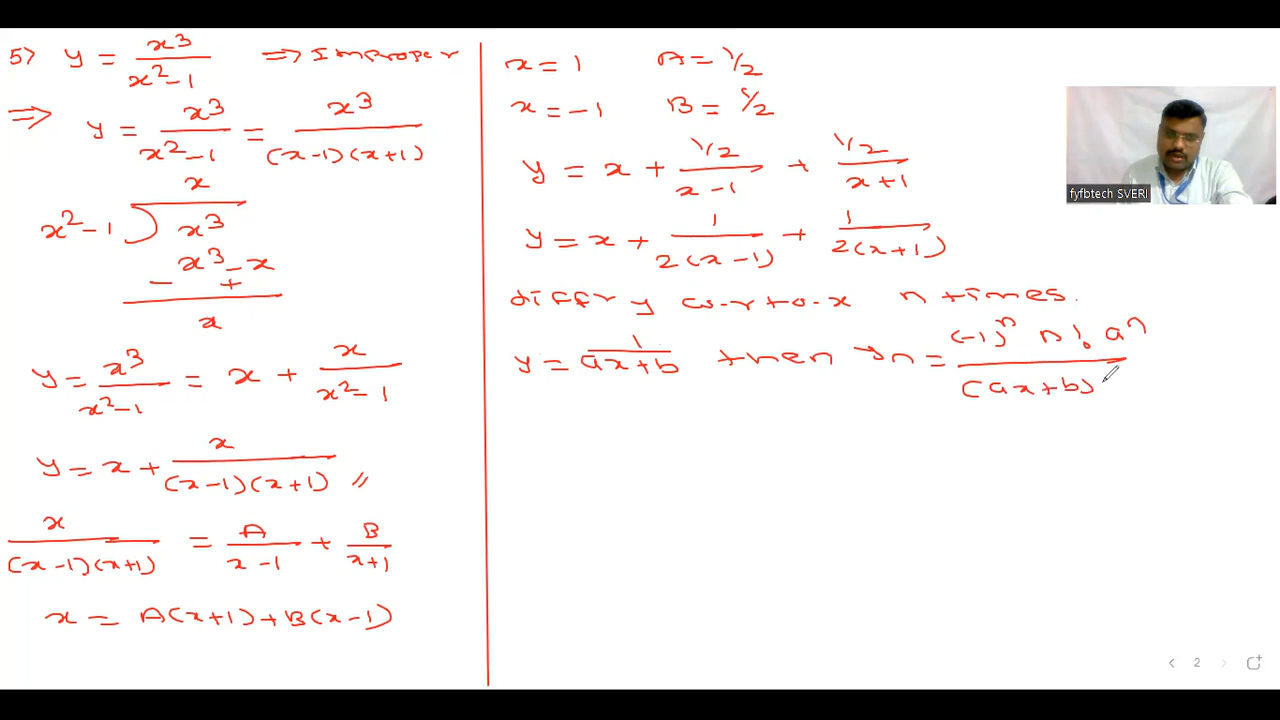 5) y = x³/(x²-1) ⇒ Improper
⇒ y = x³/(x²-1) = x³/((x-1)(x+1))
x
x²-1 ) x³
x³ - x
- +
x
y = x³/(x²-1) = x + x/(x²-1)
y = x + x/((x-1)(x+1)) //
x/((x-1)(x+1)) = A/(x-1) + B/(x+1)
x = A(x+1) + B(x-1)
x = 1 A = 1/2
x = -1 B = 1/2
y = x + (1/2)/(x-1) + (1/2)/(x+1)
y = x + 1/(2(x-1)) + 1/(2(x+1))
diff y w.r.to.x n times.
y = 1/(ax+b) then yn = (-1)ⁿ n! aⁿ/(ax+b)
fyfbtech SVERI
2